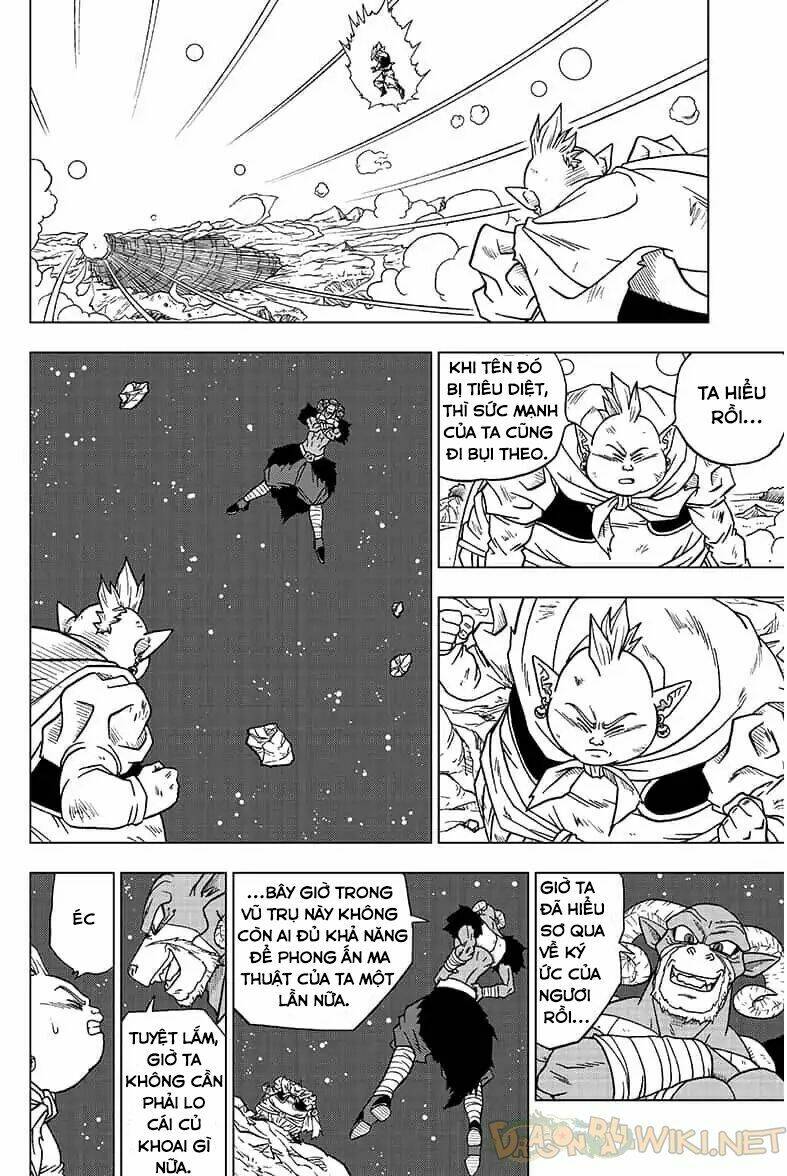 TA HIỂU
RỒI...
KHI TÊN ĐÓ
BỊ TIÊU DIỆT,
THÌ SỨC MẠNH
CỦA TA CŨNG
ĐI BỤI THEO.
GIỜ TA
ĐÃ HIỂU
SƠ QUA
VỀ KÝ
ỨC CỦA
NGƯƠI
RỒI...
...BÂY GIỜ TRONG
VŨ TRỤ NÀY KHÔNG
CÒN AI ĐỦ KHẢ NĂNG
ĐỂ PHONG ẤN MA
THUẬT CỦA TA MỘT
LẦN NỮA.
TUYỆT LẮM,
GIỜ TA
KHÔNG CẦN
PHẢI LO
CÁI CỦ
KHOAI GÌ
NỮA.
ÉC
DRAGON BALL WIKI.NET